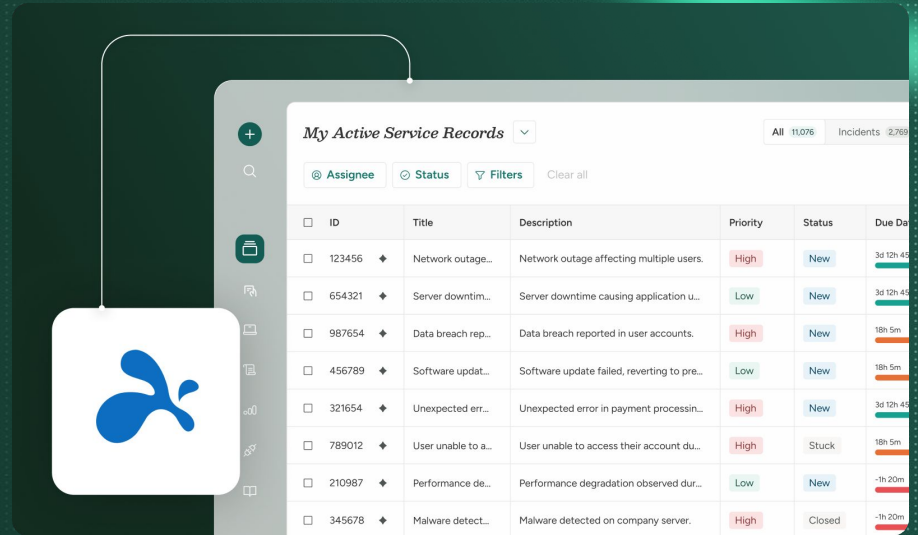 My Active Service Records
All 11,076 Incidents 2,769
Assignee Status Filters Clear all
ID Title Description Priority Status Due Da
123456 Network outage... Network outage affecting multiple users. High New 3d 12h 45
654321 Server downtim... Server downtime causing application u... Low New 3d 12h 45
987654 Data breach rep... Data breach reported in user accounts. High New 18h 5m
456789 Software updat... Software update failed, reverting to pre... Low New 18h 5m
321654 Unexpected err... Unexpected error in payment processin... High New 3d 12h 45
789012 User unable to a... User unable to access their account du... High Stuck 18h 5m
210987 Performance de... Performance degradation observed dur... Low New -1h 20m
345678 Malware detect... Malware detected on company server. High Closed -1h 20m